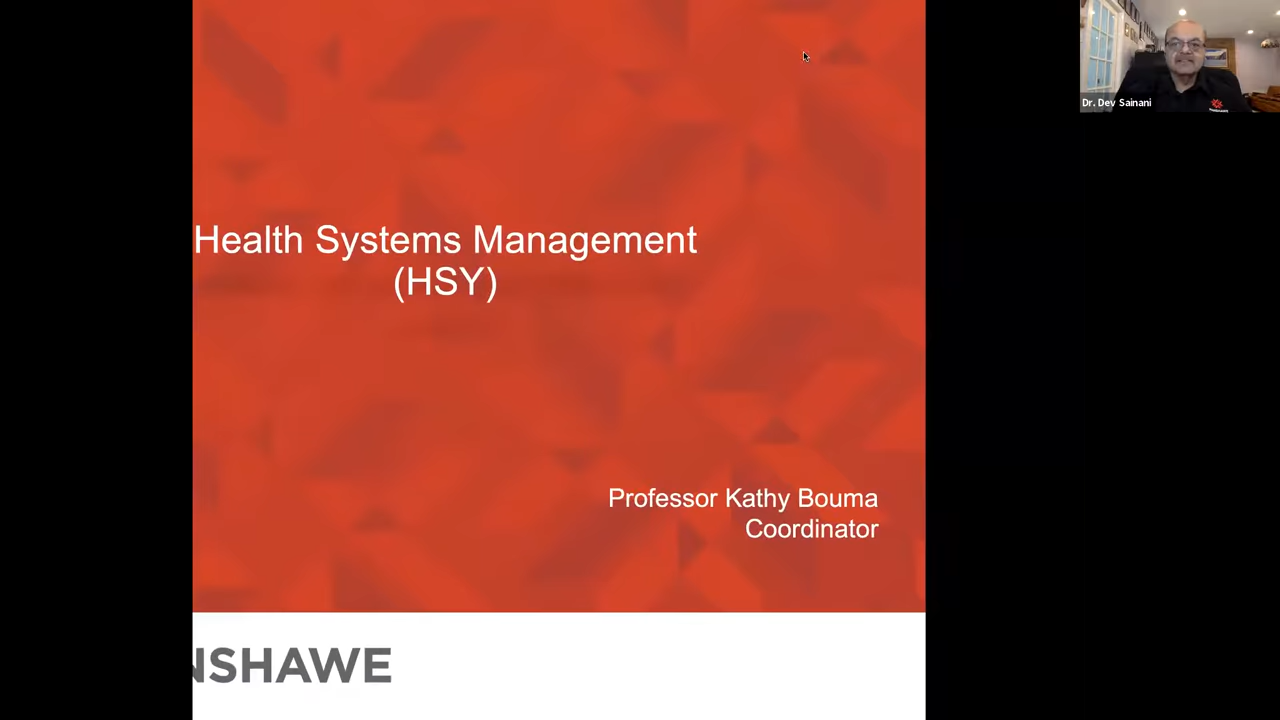 Health Systems Management
(HSY)
Professor Kathy Bouma
Coordinator
NSHAWE
Dr. Dev Sainani